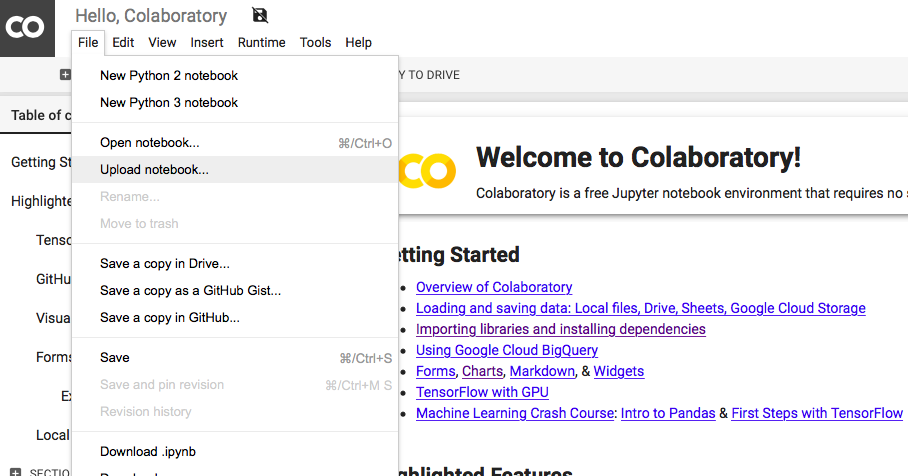 CO
Hello, Colaboratory
File Edit View Insert Runtime Tools Help
New Python 2 notebook
New Python 3 notebook
Open notebook... ⌘/Ctrl+O
Upload notebook...
Rename...
Move to trash
Save a copy in Drive...
Save a copy as a GitHub Gist...
Save a copy in GitHub...
Save ⌘/Ctrl+S
Save and pin revision ⌘/Ctrl+M S
Revision history
Download .ipynb
Y TO DRIVE
Table of c
Getting St
Highlighte
Tenso
GitHu
Visua
Forms
Ex
Local
SECTIO
CO
Welcome to Colaboratory!
Colaboratory is a free Jupyter notebook environment that requires no s
etting Started
Overview of Colaboratory
Loading and saving data: Local files, Drive, Sheets, Google Cloud Storage
Importing libraries and installing dependencies
Using Google Cloud BigQuery
Forms, Charts, Markdown, & Widgets
TensorFlow with GPU
Machine Learning Crash Course: Intro to Pandas & First Steps with TensorFlow
ghlighted Features